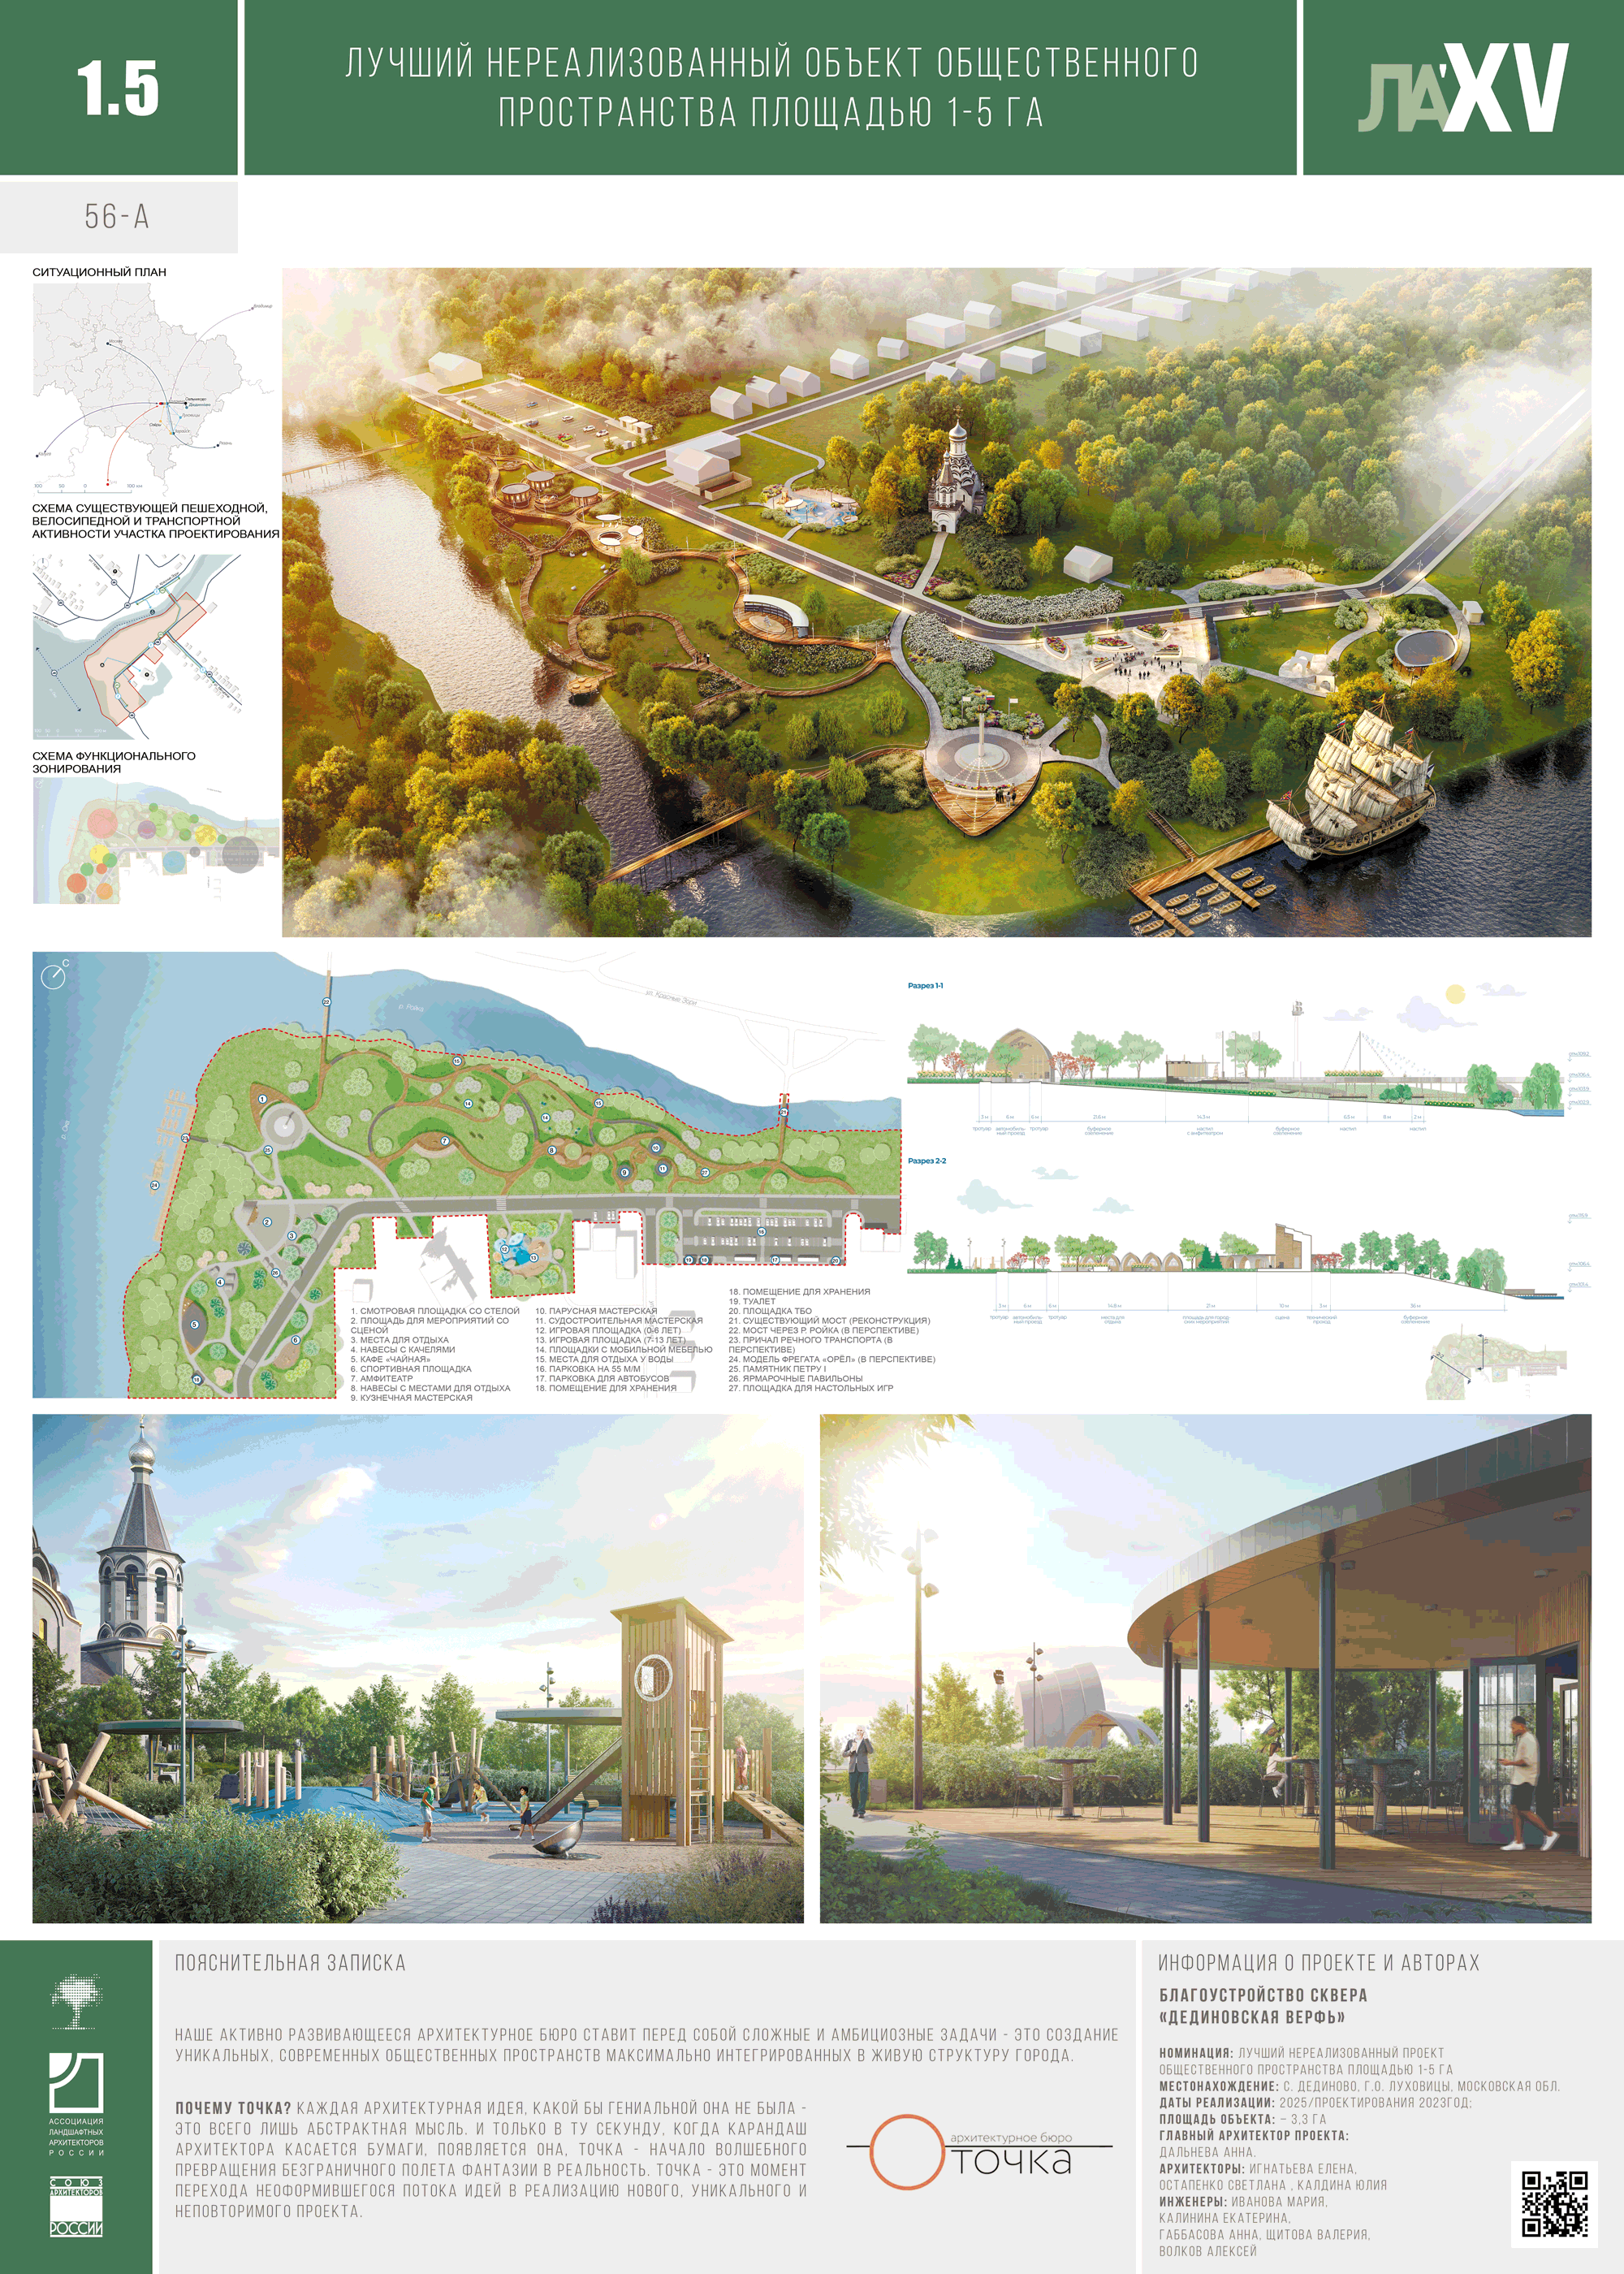 1.5
ЛУЧШИЙ НЕРЕАЛИЗОВАННЫЙ ОБЪЕКТ ОБЩЕСТВЕННОГО
ПРОСТРАНСТВА ПЛОЩАДЬЮ 1-5 ГА
ЛА'XV
56-А
СИТУАЦИОННЫЙ ПЛАН
СХЕМА СУЩЕСТВУЮЩЕЙ ПЕШЕХОДНОЙ,
ВЕЛОСИПЕДНОЙ И ТРАНСПОРТНОЙ
АКТИВНОСТИ УЧАСТКА ПРОЕКТИРОВАНИЯ
СХЕМА ФУНКЦИОНАЛЬНОГО
ЗОНИРОВАНИЯ
С
р. Ройка
ул. Красные Зори
р. Ока
1. СМОТРОВАЯ ПЛОЩАДКА СО СТЕЛОЙ
2. ПЛОЩАДЬ ДЛЯ МЕРОПРИЯТИЙ СО
СЦЕНОЙ
3. МЕСТА ДЛЯ ОТДЫХА
4. НАВЕСЫ С КАЧЕЛЯМИ
5. КАФЕ «ЧАЙНАЯ»
6. СПОРТИВНАЯ ПЛОЩАДКА
7. АМФИТЕАТР
8. НАВЕСЫ С МЕСТАМИ ДЛЯ ОТДЫХА
9. КУЗНЕЧНАЯ МАСТЕРСКАЯ
10. ПАРУСНАЯ МАСТЕРСКАЯ
11. СУДОСТРОИТЕЛЬНАЯ МАСТЕРСКАЯ
12. ИГРОВАЯ ПЛОЩАДКА (0-6 ЛЕТ)
13. ИГРОВАЯ ПЛОЩАДКА (7-13 ЛЕТ)
14. ПЛОЩАДКИ С МОБИЛЬНОЙ МЕБЕЛЬЮ
15. МЕСТА ДЛЯ ОТДЫХА У ВОДЫ
16. ПАРКОВКА НА 55 М/М
17. ПАРКОВКА ДЛЯ АВТОБУСОВ
18. ПОМЕЩЕНИЕ ДЛЯ ХРАНЕНИЯ
18. ПОМЕЩЕНИЕ ДЛЯ ХРАНЕНИЯ
19. ТУАЛЕТ
20. ПЛОЩАДКА ТБО
21. СУЩЕСТВУЮЩИЙ МОСТ (РЕКОНСТРУКЦИЯ)
22. МОСТ ЧЕРЕЗ Р. РОЙКА (В ПЕРСПЕКТИВЕ)
23. ПРИЧАЛ РЕЧНОГО ТРАНСПОРТА (В
ПЕРСПЕКТИВЕ)
24. МОДЕЛЬ ФРЕГАТА «ОРЁЛ» (В ПЕРСПЕКТИВЕ)
25. ПАМЯТНИК ПЕТРУ I
26. ЯРМАРОЧНЫЕ ПАВИЛЬОНЫ
27. ПЛОЩАДКА ДЛЯ НАСТОЛЬНЫХ ИГР
Разрез 1-1
Разрез 2-2
ПОЯСНИТЕЛЬНАЯ ЗАПИСКА
НАШЕ АКТИВНО РАЗВИВАЮЩЕЕСЯ АРХИТЕКТУРНОЕ БЮРО СТАВИТ ПЕРЕД СОБОЙ СЛОЖНЫЕ И АМБИЦИОЗНЫЕ ЗАДАЧИ - ЭТО СОЗДАНИЕ
УНИКАЛЬНЫХ, СОВРЕМЕННЫХ ОБЩЕСТВЕННЫХ ПРОСТРАНСТВ МАКСИМАЛЬНО ИНТЕГРИРОВАННЫХ В ЖИВУЮ СТРУКТУРУ ГОРОДА.
ПОЧЕМУ ТОЧКА? КАЖДАЯ АРХИТЕКТУРНАЯ ИДЕЯ, КАКОЙ БЫ ГЕНИАЛЬНОЙ ОНА НЕ БЫЛА -
ЭТО ВСЕГО ЛИШЬ АБСТРАКТНАЯ МЫСЛЬ. И ТОЛЬКО В ТУ СЕКУНДУ, КОГДА КАРАНДАШ
АРХИТЕКТОРА КАСАЕТСЯ БУМАГИ, ПОЯВЛЯЕТСЯ ОНА, ТОЧКА - НАЧАЛО ВОЛШЕБНОГО
ПРЕВРАЩЕНИЯ БЕЗГРАНИЧНОГО ПОЛЕТА ФАНТАЗИИ В РЕАЛЬНОСТЬ. ТОЧКА - ЭТО МОМЕНТ
ПЕРЕХОДА НЕОФОРМИВШЕГОСЯ ПОТОКА ИДЕЙ В РЕАЛИЗАЦИЮ НОВОГО, УНИКАЛЬНОГО И
НЕПОВТОРИМОГО ПРОЕКТА.
архитектурное бюро
точка
АССОЦИАЦИЯ
ЛАНДШАФТНЫХ
АРХИТЕКТОРОВ
РОССИИ
СОЮЗ
АРХИТЕКТОРОВ
РОССИИ
ИНФОРМАЦИЯ О ПРОЕКТЕ И АВТОРАХ
БЛАГОУСТРОЙСТВО СКВЕРА
«ДЕДИНОВСКАЯ ВЕРФЬ»
НОМИНАЦИЯ: ЛУЧШИЙ НЕРЕАЛИЗОВАННЫЙ ПРОЕКТ
ОБЩЕСТВЕННОГО ПРОСТРАНСТВА ПЛОЩАДЬЮ 1-5 ГА
МЕСТОНАХОЖДЕНИЕ: С. ДЕДИНОВО, Г.О. ЛУХОВИЦЫ, МОСКОВСКАЯ ОБЛ.
ДАТЫ РЕАЛИЗАЦИИ: 2025/ПРОЕКТИРОВАНИЯ 2023ГОД;
ПЛОЩАДЬ ОБЪЕКТА: – 3,3 ГА
ГЛАВНЫЙ АРХИТЕКТОР ПРОЕКТА:
ДАЛЬНЕВА АННА.
АРХИТЕКТОРЫ: ИГНАТЬЕВА ЕЛЕНА,
ОСТАПЕНКО СВЕТЛАНА , КАЛДИНА ЮЛИЯ
ИНЖЕНЕРЫ: ИВАНОВА МАРИЯ,
КАЛИНИНА ЕКАТЕРИНА,
ГАББАСОВА АННА, ЩИТОВА ВАЛЕРИЯ,
ВОЛКОВ АЛЕКСЕЙ